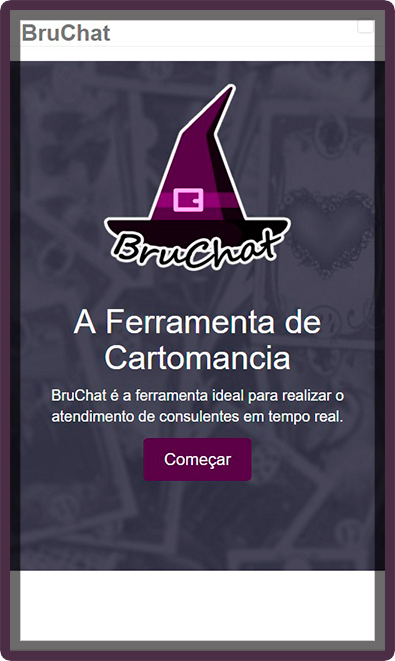 BruChat
BruChat
A Ferramenta de
Cartomancia
BruChat é a ferramenta ideal para realizar o
atendimento de consulentes em tempo real.
Começar